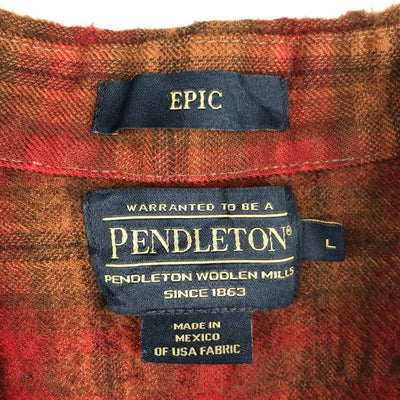 EPIC
WARRANTED TO BE A
PENDLETON®
L
PENDLETON WOOLEN MILLS
SINCE 1863
MADE IN
MEXICO
OF USA FABRIC